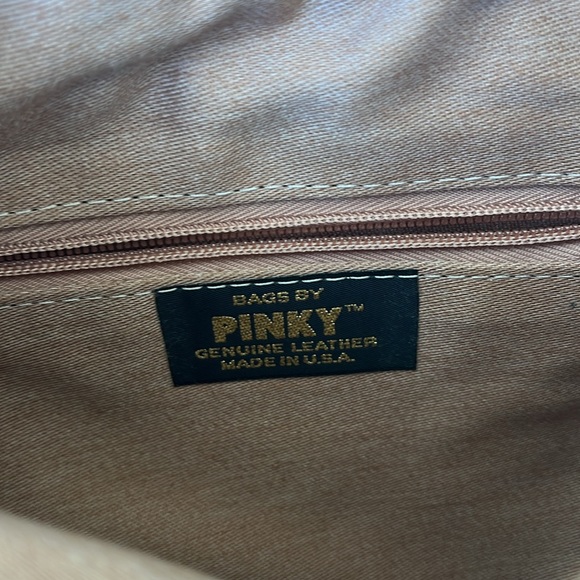 BAGS BY
PINKY™
GENUINE LEATHER
MADE IN U.S.A.